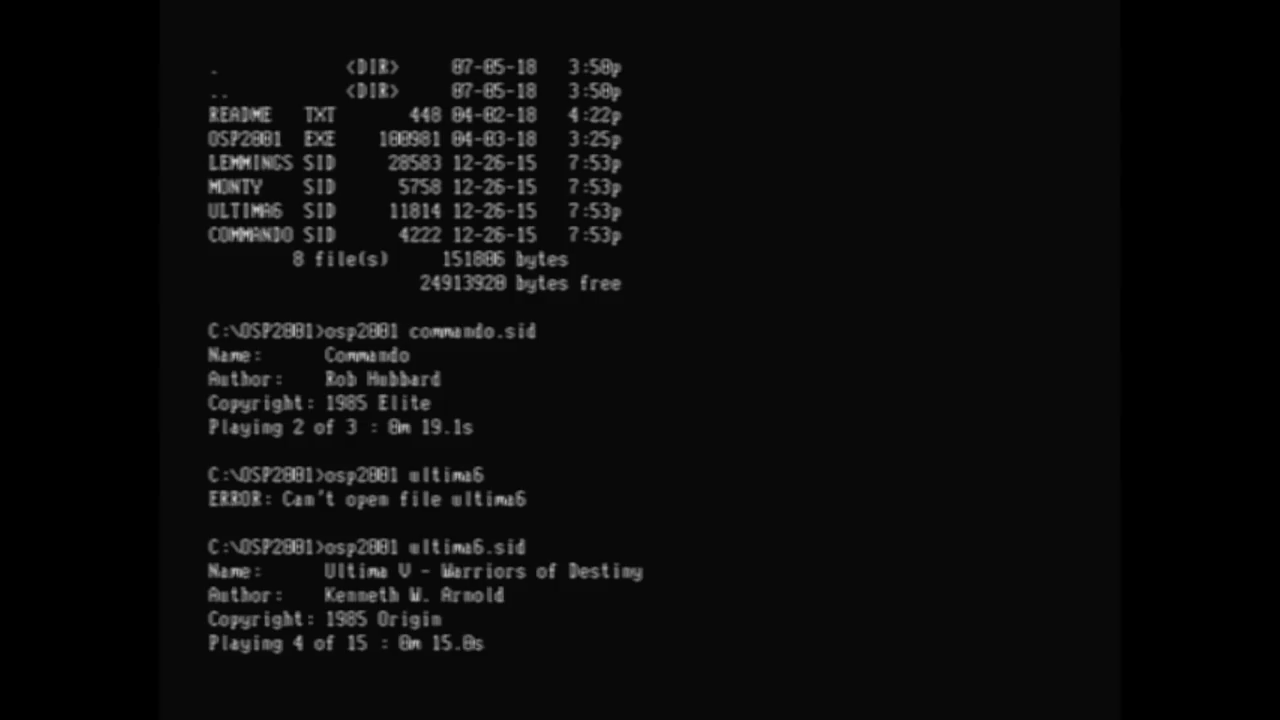 .            <DIR>     07-05-18   3:50p
..           <DIR>     07-05-18   3:50p
README   TXT       448 04-02-18   4:22p
OSP2001  EXE    100981 04-03-18   3:25p
LEMMINGS SID     28583 12-26-15   7:53p
MONTY    SID      5758 12-26-15   7:53p
ULTIMA6  SID     11814 12-26-15   7:53p
COMMANDO SID      4222 12-26-15   7:53p
8 file(s)     151806 bytes
24913920 bytes free
C:\OSP2001>osp2001 commando.sid
Name:      Commando
Author:    Rob Hubbard
Copyright: 1985 Elite
Playing 2 of 3 : 0m 19.1s
C:\OSP2001>osp2001 ultima6
ERROR: Can't open file ultima6
C:\OSP2001>osp2001 ultima6.sid
Name:      Ultima V - Warriors of Destiny
Author:    Kenneth W. Arnold
Copyright: 1985 Origin
Playing 4 of 15 : 0m 15.0s